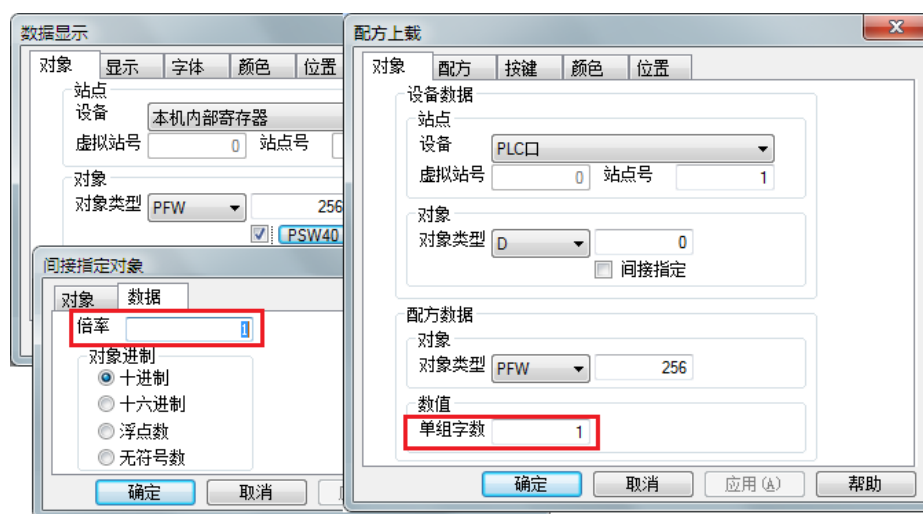 数据显示
对象 显示 字体 颜色 位置
站点
设备 本机内部寄存器
虚拟站号 0 站点号
对象
对象类型 PFW 256
PSW40
间接指定对象
对象 数据
倍率 1
对象进制
十进制
十六进制
浮点数
无符号数
确定 取消
配方上载
对象 配方 按键 颜色 位置
设备数据
站点
设备 PLC口
虚拟站号 0 站点号 1
对象
对象类型 D 0
间接指定
配方数据
对象
对象类型 PFW 256
数值
单组字数 1
确定 取消 应用(A) 帮助